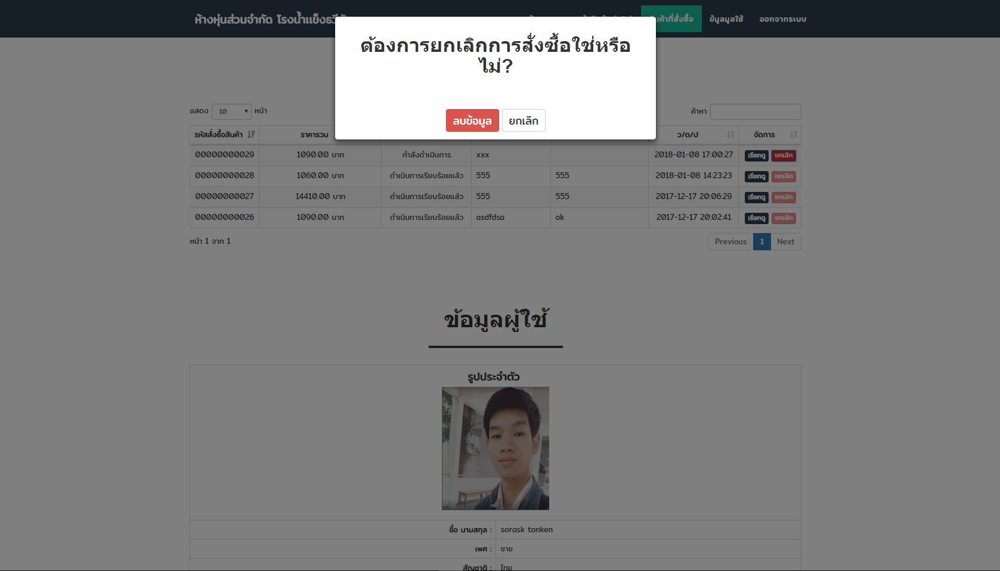 ห้างหุ้นส่วนจำกัด โรงน้ำแข็งธวี
ข้มูลมูลใช้
ออกจากระบบ
ต้องการยกเลิกการสั่งซื้อใช่หรือ
ไม่?
ลบข้อมูล ยกเลิก
แสดง 10 หน้า
ค้าหา
รหัสสั่งซื้อสินค้า ราคารวม ว/ด/ป จัดการ
00000000029 1090.00 บาท กำลังดำเนินการ xxx 2018-01-08 17:00:27 เรียกดู ยกเลิก
00000000028 1060.00 บาท ดำเนินการเรียบร้อยแล้ว 555 555 2018-01-08 14:23:23 เรียกดู ยกเลิก
00000000027 14410.00 บาท ดำเนินการเรียบร้อยแล้ว 555 555 2017-12-17 20:06:29 เรียกดู ยกเลิก
00000000026 1090.00 บาท ดำเนินการเรียบร้อยแล้ว asdfdsa ok 2017-12-17 20:02:41 เรียกดู ยกเลิก
หน้า 1 จาก 1
Previous 1 Next
ข้อมูลผู้ใช้
รูปประจำตัว
ชื่อ นามสกุล : sorask tonken
เพศ : ชาย
สัญชาติ : ไทย